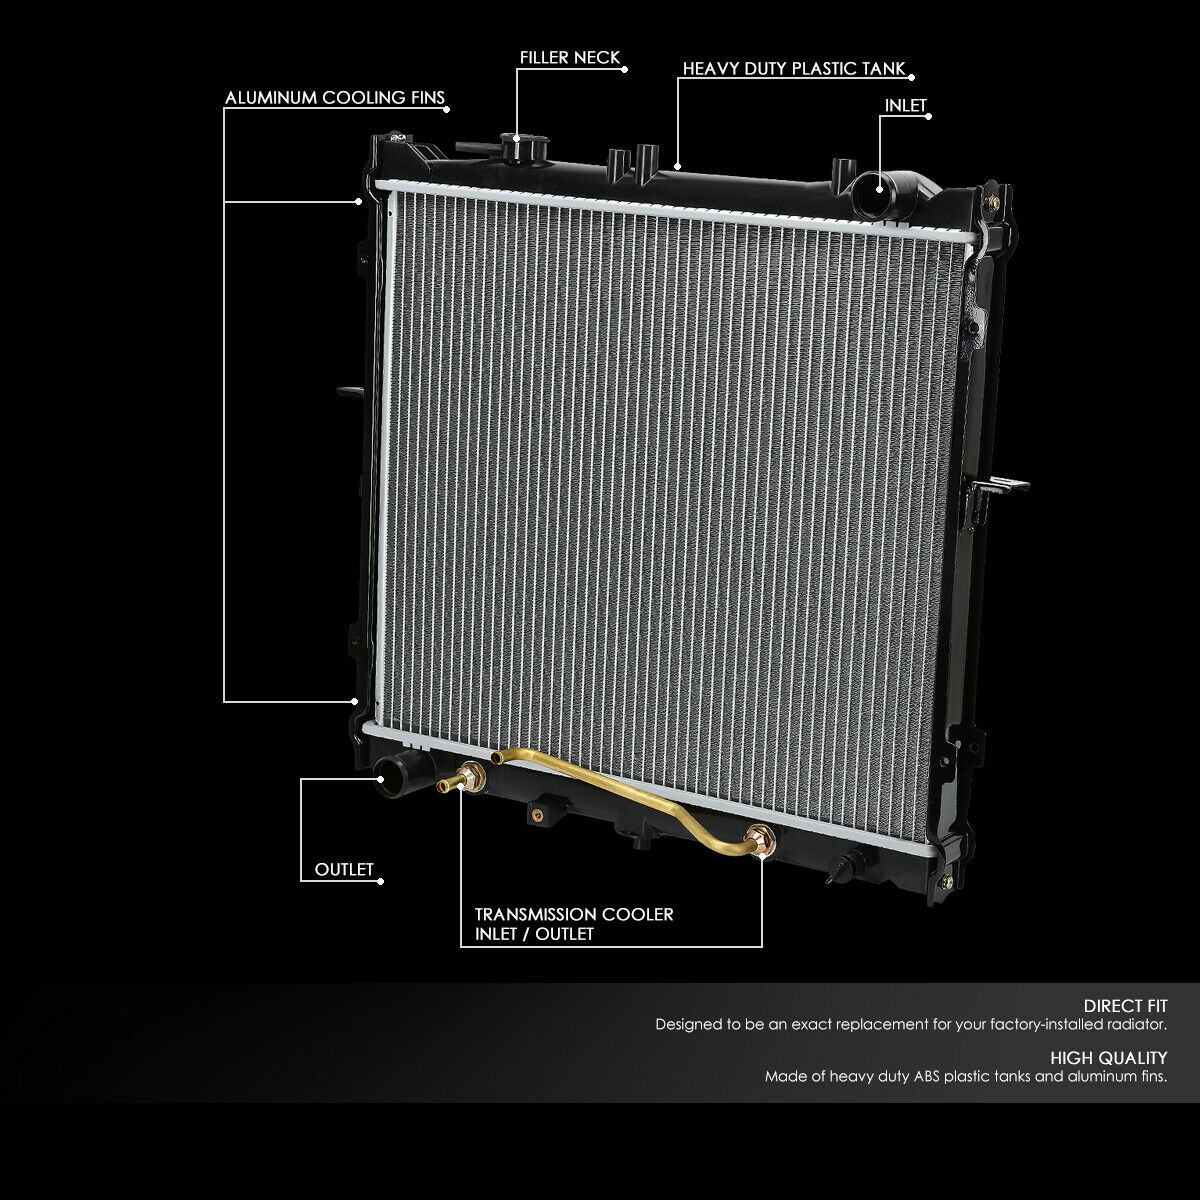 FILLER NECK
HEAVY DUTY PLASTIC TANK
ALUMINUM COOLING FINS
INLET
OUTLET
TRANSMISSION COOLER
INLET / OUTLET
DIRECT FIT
Designed to be an exact replacement for your factory-installed radiator.
HIGH QUALITY
Made of heavy duty ABS plastic tanks and aluminum fins.